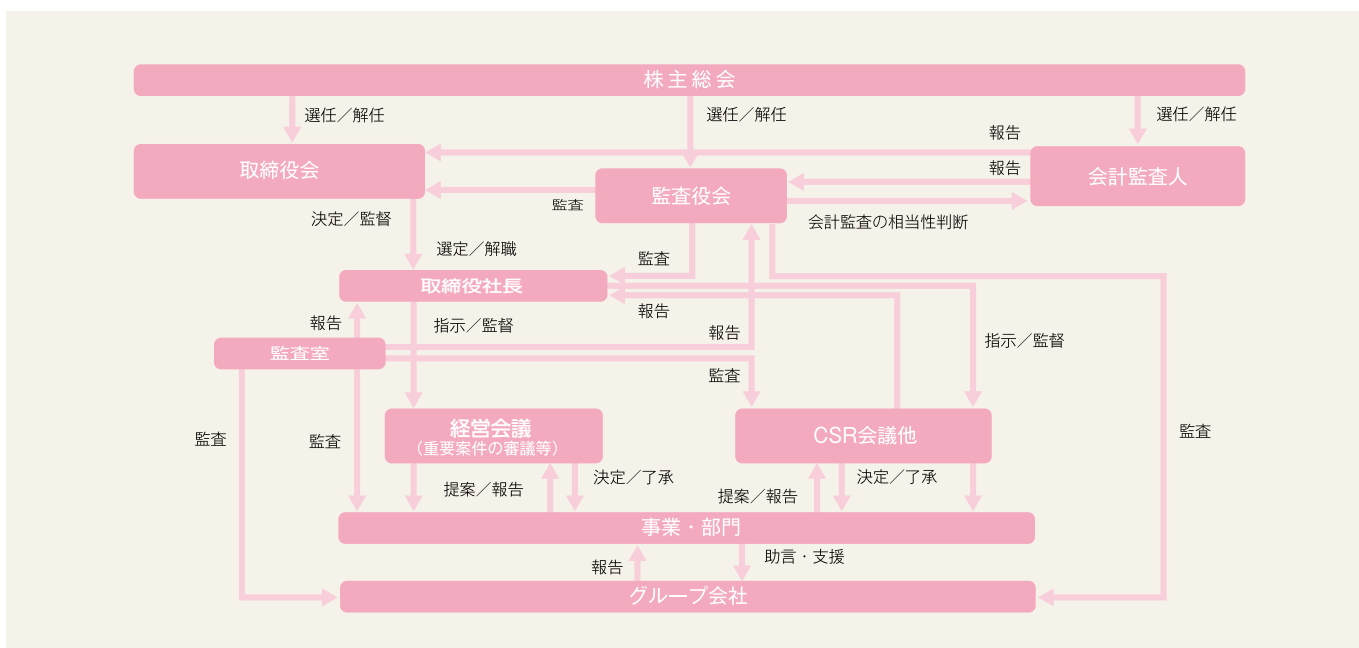 株主総会
選任／解任
選任／解任
選任／解任
報告
取締役会
報告
会計監査人
監査役会
監査
決定／監督
会計監査の相当性判断
選定／解職
監査
取締役社長
報告
報告
指示／監督
報告
指示／監督
監査室
監査
経営会議
（重要案件の審議等）
CSR会議他
監査
監査
監査
提案／報告
決定／了承
提案／報告
決定／了承
事業・部門
報告
助言・支援
グループ会社